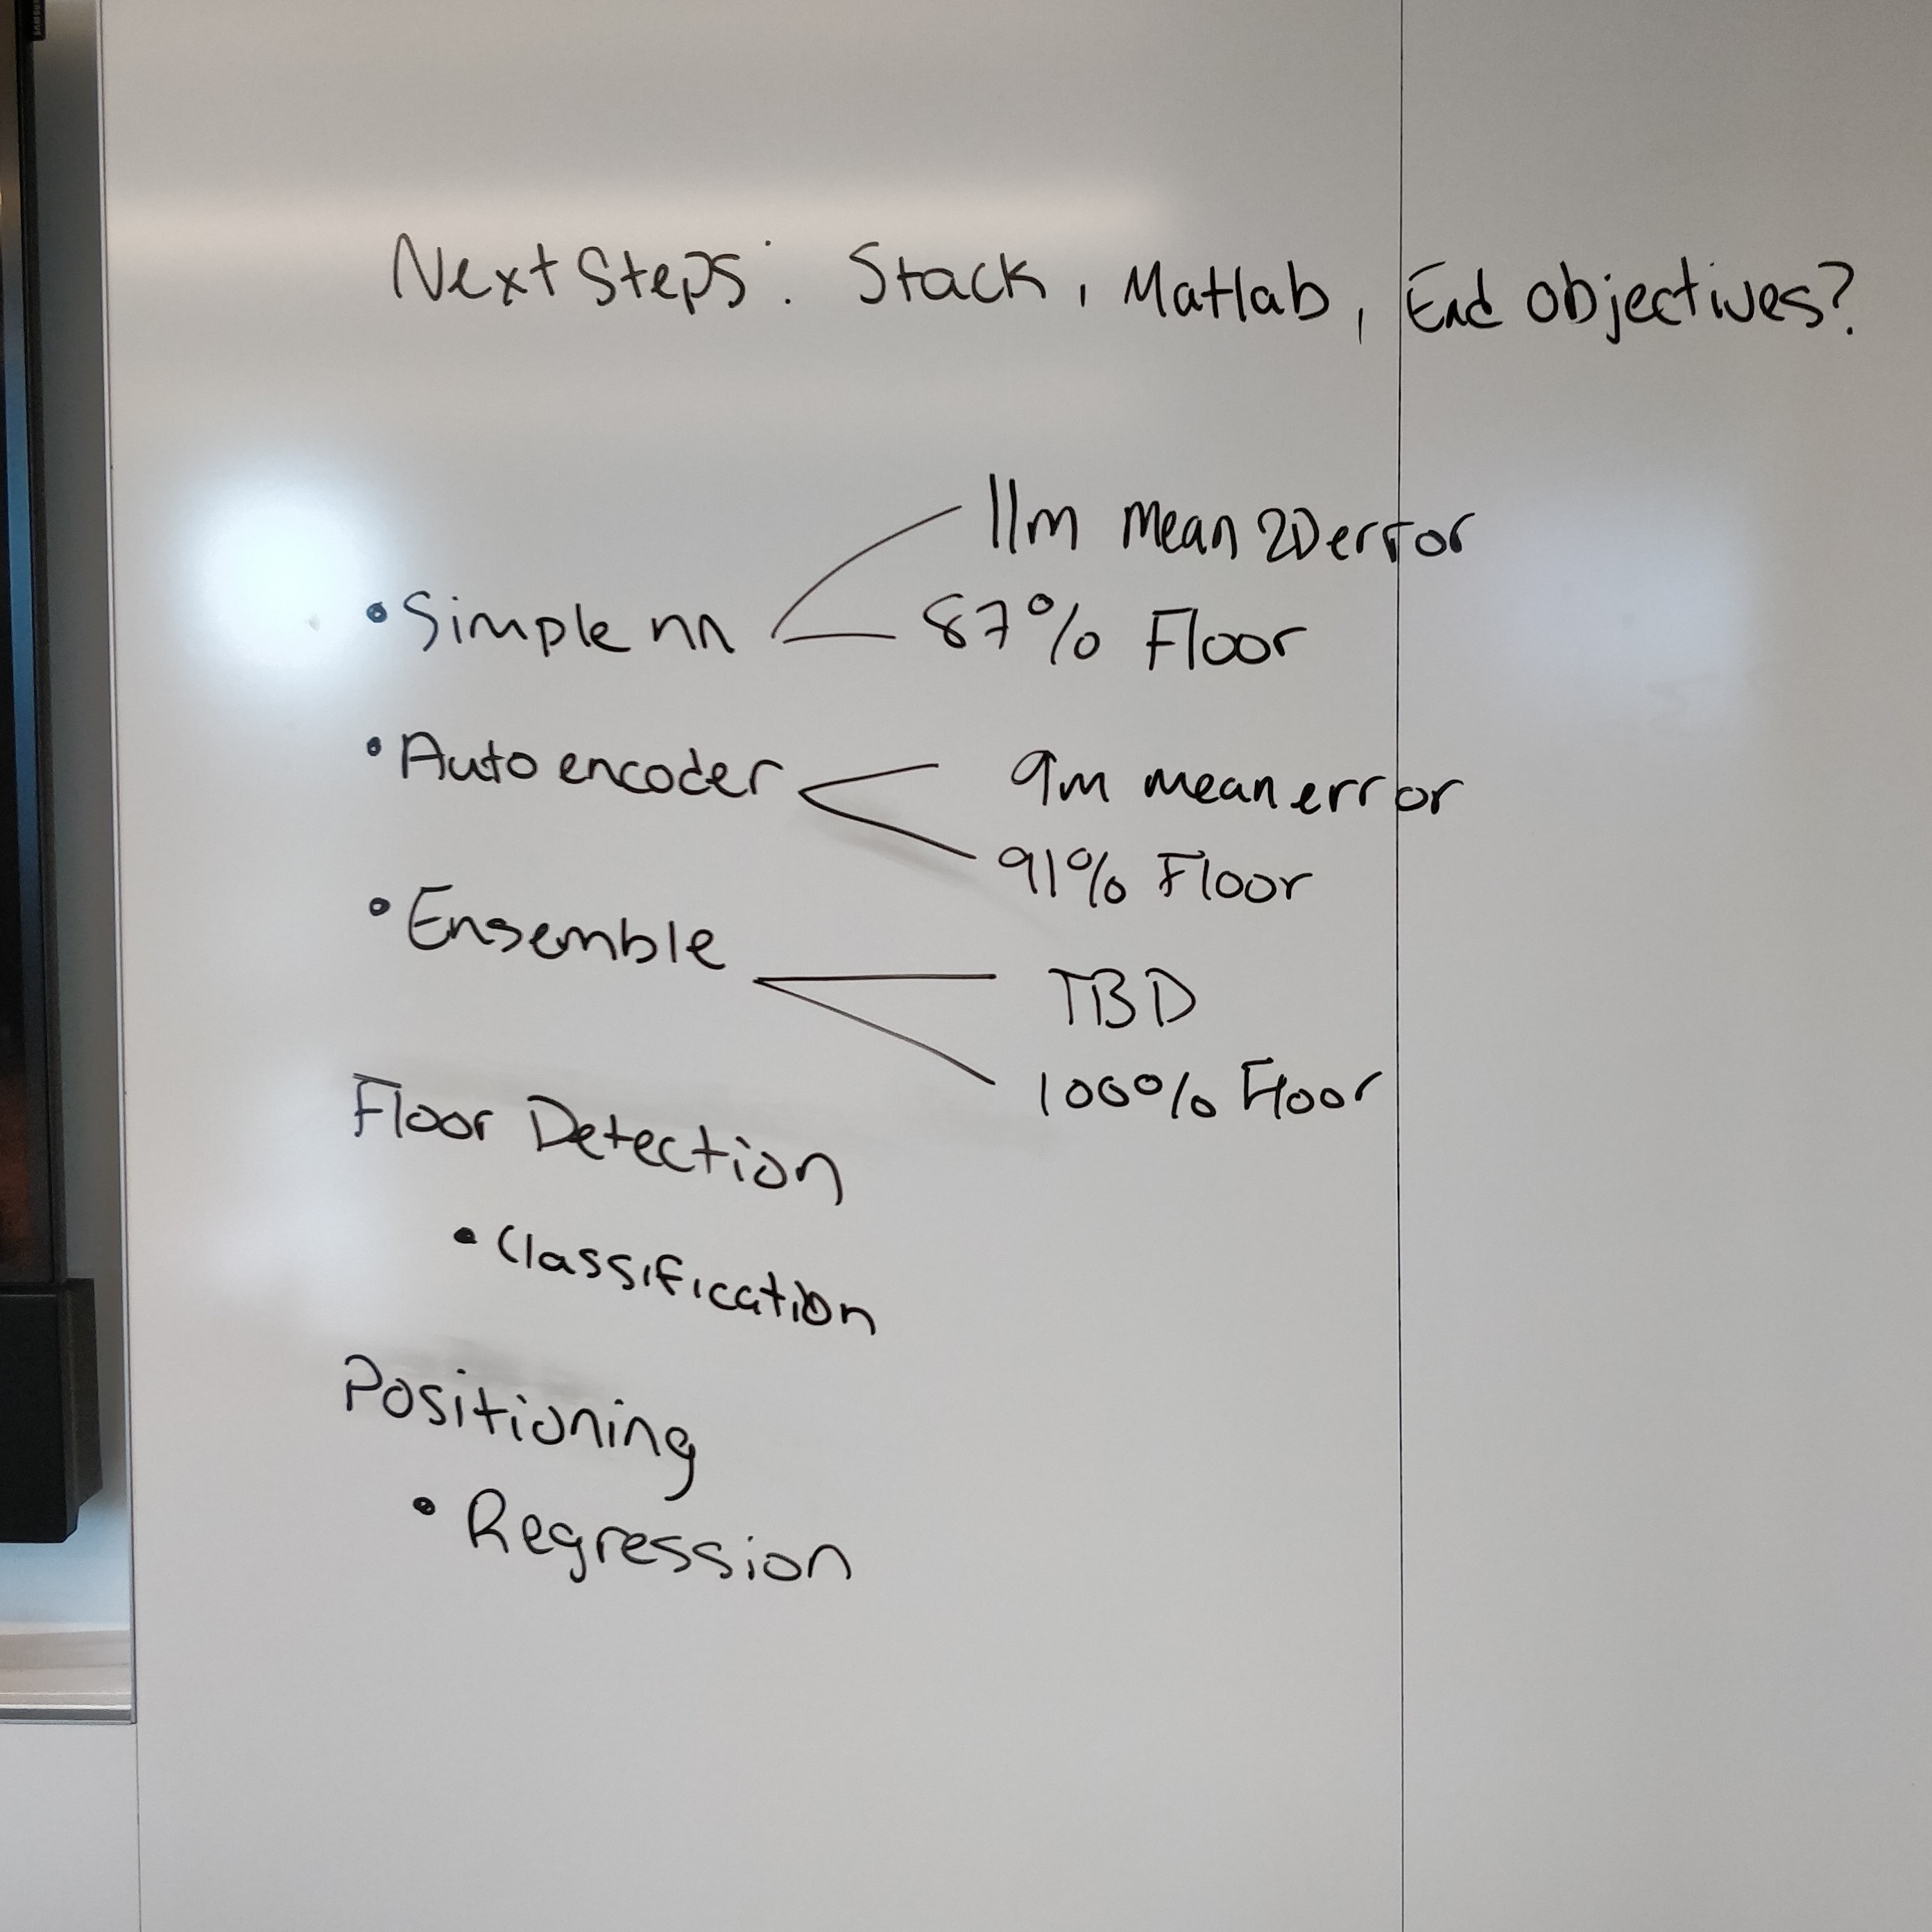 Next Steps: Stack, Matlab, End objectives?
• Simple nn
11m mean 2D error
87% Floor
• Auto encoder
9m mean error
91% Floor
• Ensemble
TBD
100% Floor
Floor Detection
• Classification
Positioning
• Regression